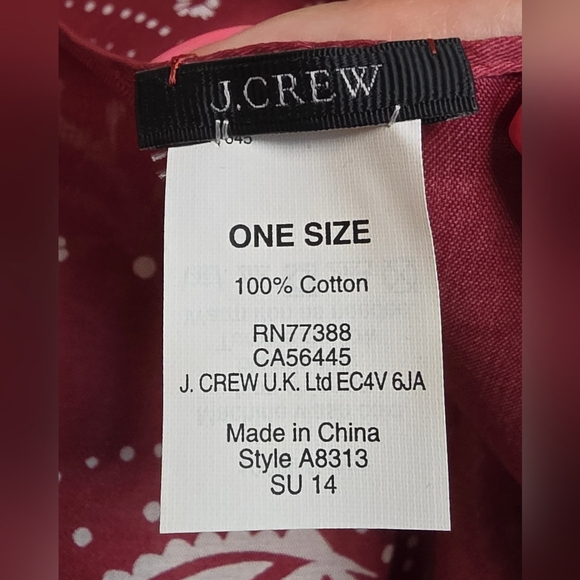 J.CREW
ONE SIZE
100% Cotton
RN77388
CA56445
J. CREW U.K. Ltd EC4V 6JA
Made in China
Style A8313
SU 14